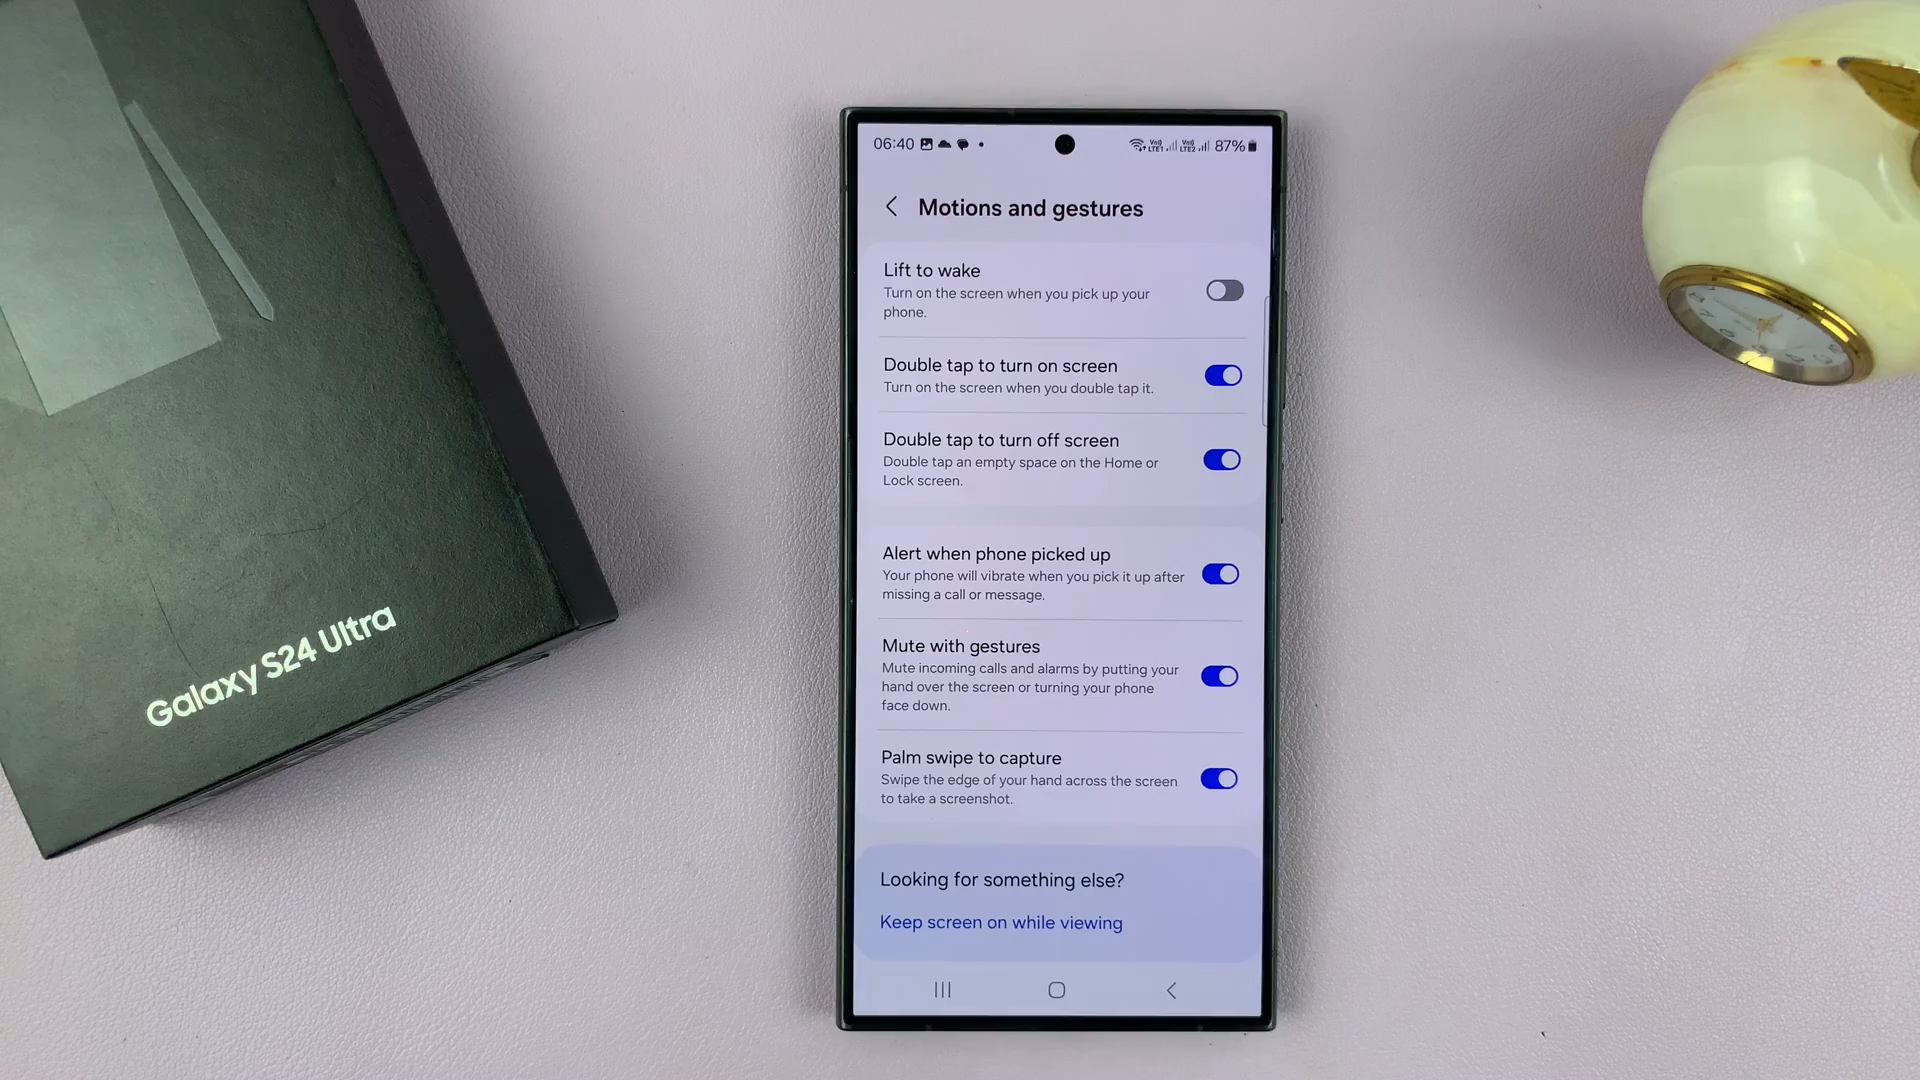 Galaxy S24 Ultra
06:40
87%
Motions and gestures
Lift to wake
Turn on the screen when you pick up your
phone.
Double tap to turn on screen
Turn on the screen when you double tap it.
Double tap to turn off screen
Double tap an empty space on the Home or
Lock screen.
Alert when phone picked up
Your phone will vibrate when you pick it up after
missing a call or message.
Mute with gestures
Mute incoming calls and alarms by putting your
hand over the screen or turning your phone
face down.
Palm swipe to capture
Swipe the edge of your hand across the screen
to take a screenshot.
Looking for something else?
Keep screen on while viewing